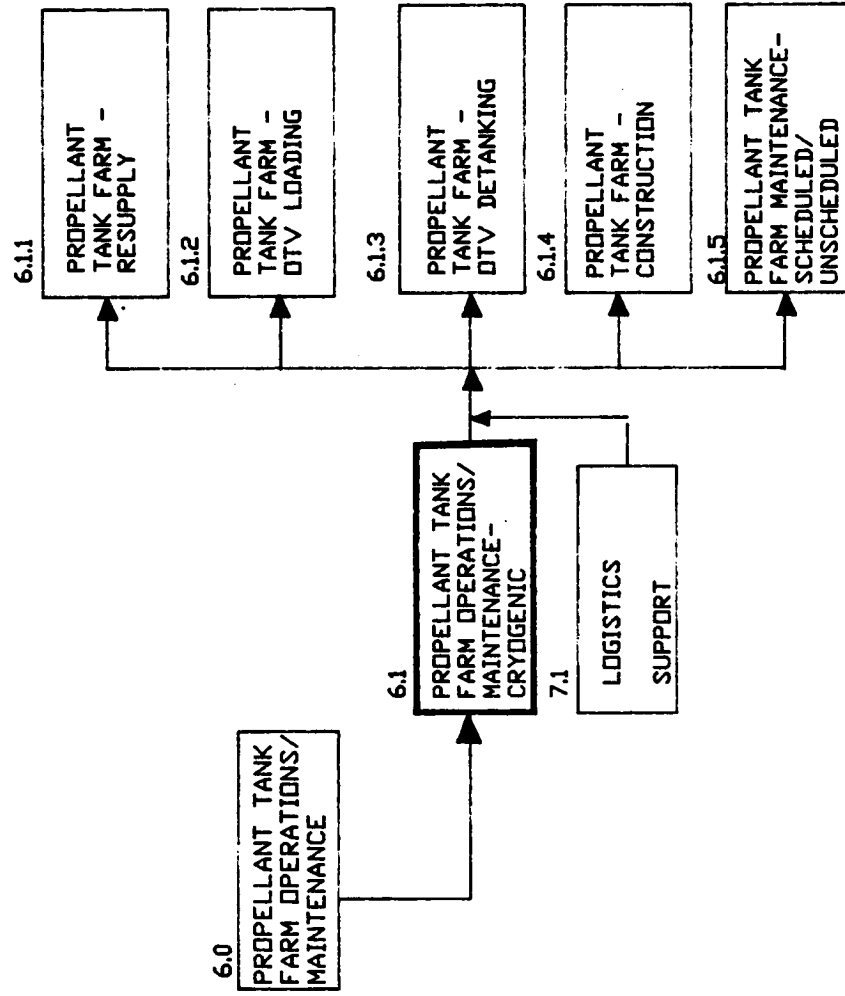 6.0
PROPELLANT TANK
FARM OPERATIONS/
MAINTENANCE
6.1
PROPELLANT TANK
FARM OPERATIONS/
MAINTENANCE-
CRYOGENIC
7.1
LOGISTICS
SUPPORT
6.1.1
PROPELLANT
TANK FARM -
RESUPPLY
6.1.2
PROPELLANT
TANK FARM -
OTV LOADING
6.1.3
PROPELLANT
TANK FARM -
OTV DETANKING
6.1.4
PROPELLANT
TANK FARM -
CONSTRUCTION
6.1.5
PROPELLANT TANK
FARM MAINTENANCE-
SCHEDULED/
UNSCHEDULED